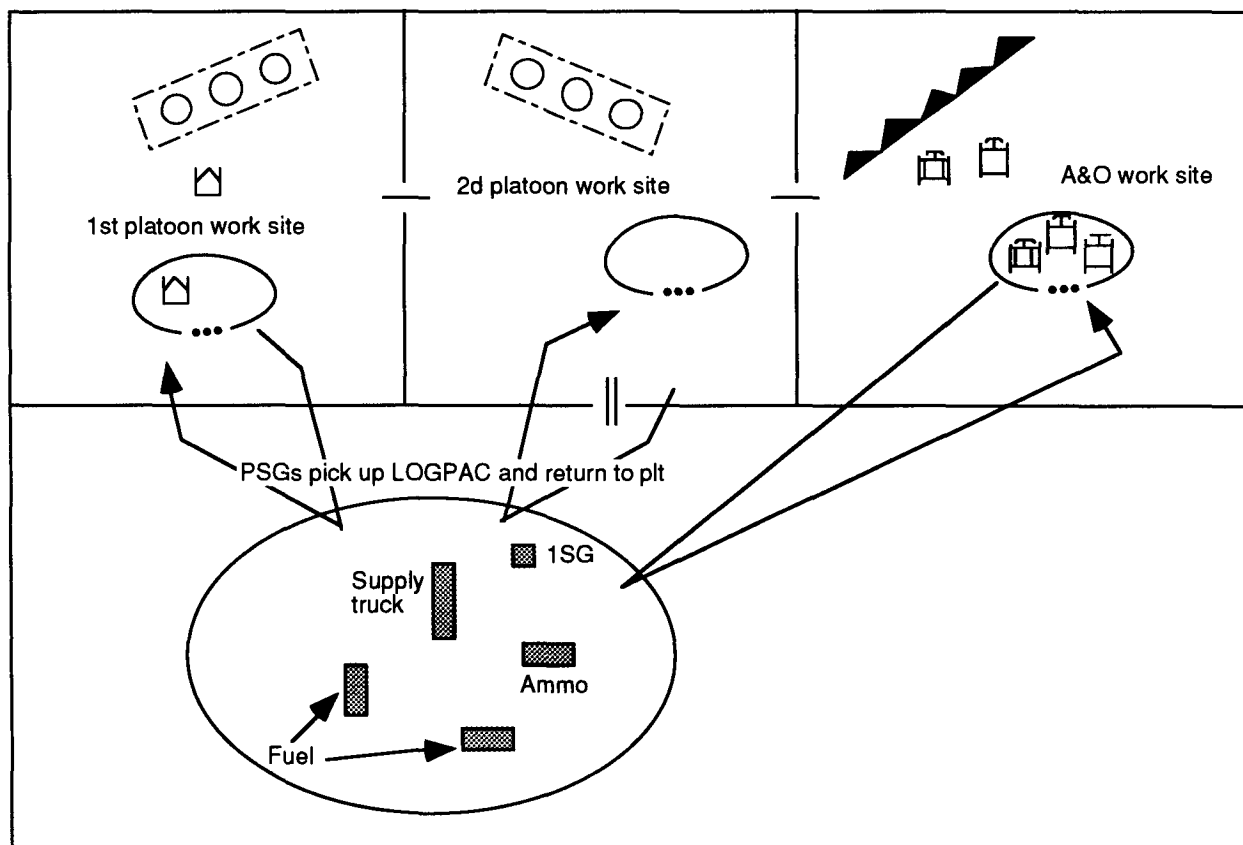 1st platoon work site
2d platoon work site
A&O work site
PSGs pick up LOGPAC and return to plt
1SG
Supply
truck
Ammo
Fuel